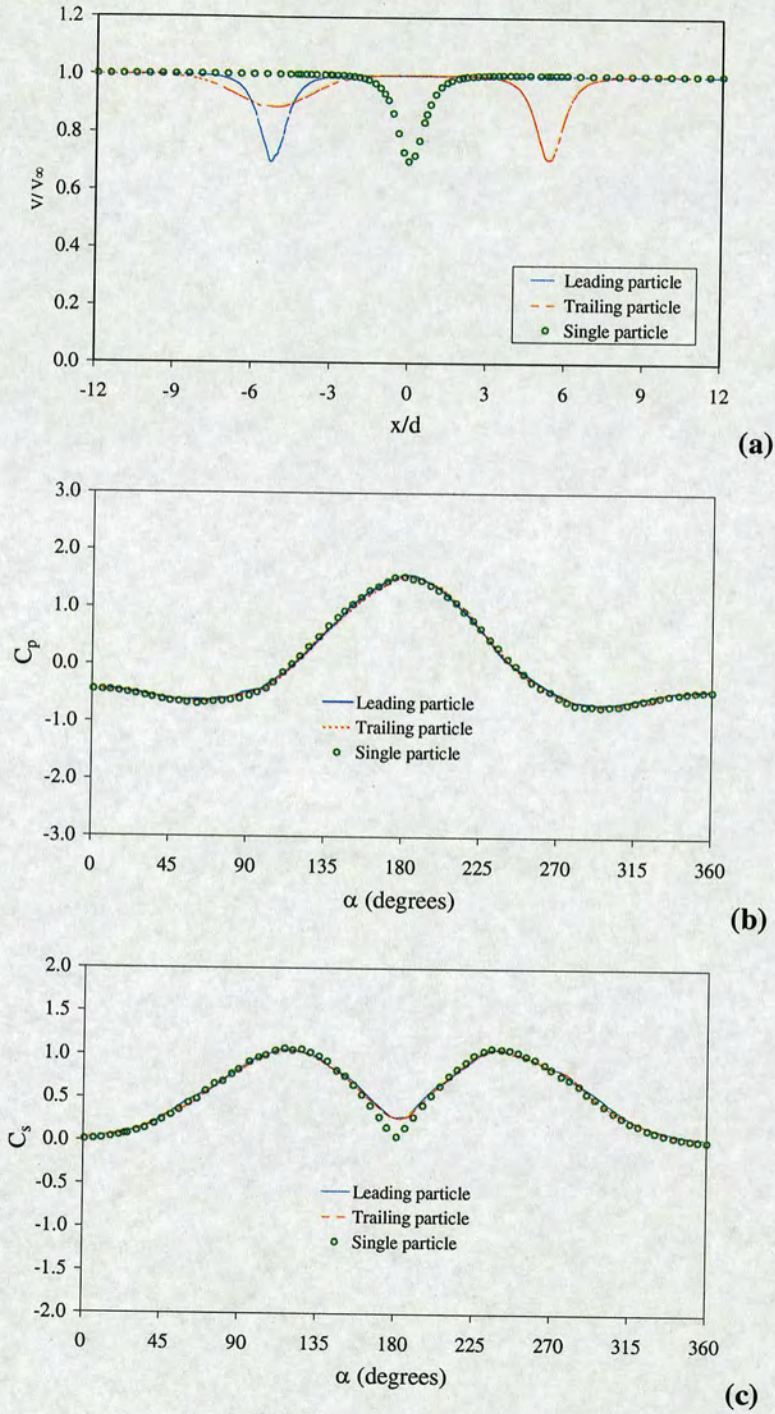 1.2
1.0
0.8
0.6
0.4
0.2
0.0
v/v∞
Leading particle
Trailing particle
Single particle
-12 -9 -6 -3 0 3 6 9 12
x/d
(a)
3.0
2.0
1.0
0.0
-1.0
-2.0
-3.0
Cp
Leading particle
Trailing particle
Single particle
0 45 90 135 180 225 270 315 360
α (degrees)
(b)
2.0
1.5
1.0
0.5
0.0
-0.5
-1.0
-1.5
-2.0
Cs
Leading particle
Trailing particle
Single particle
0 45 90 135 180 225 270 315 360
α (degrees)
(c)